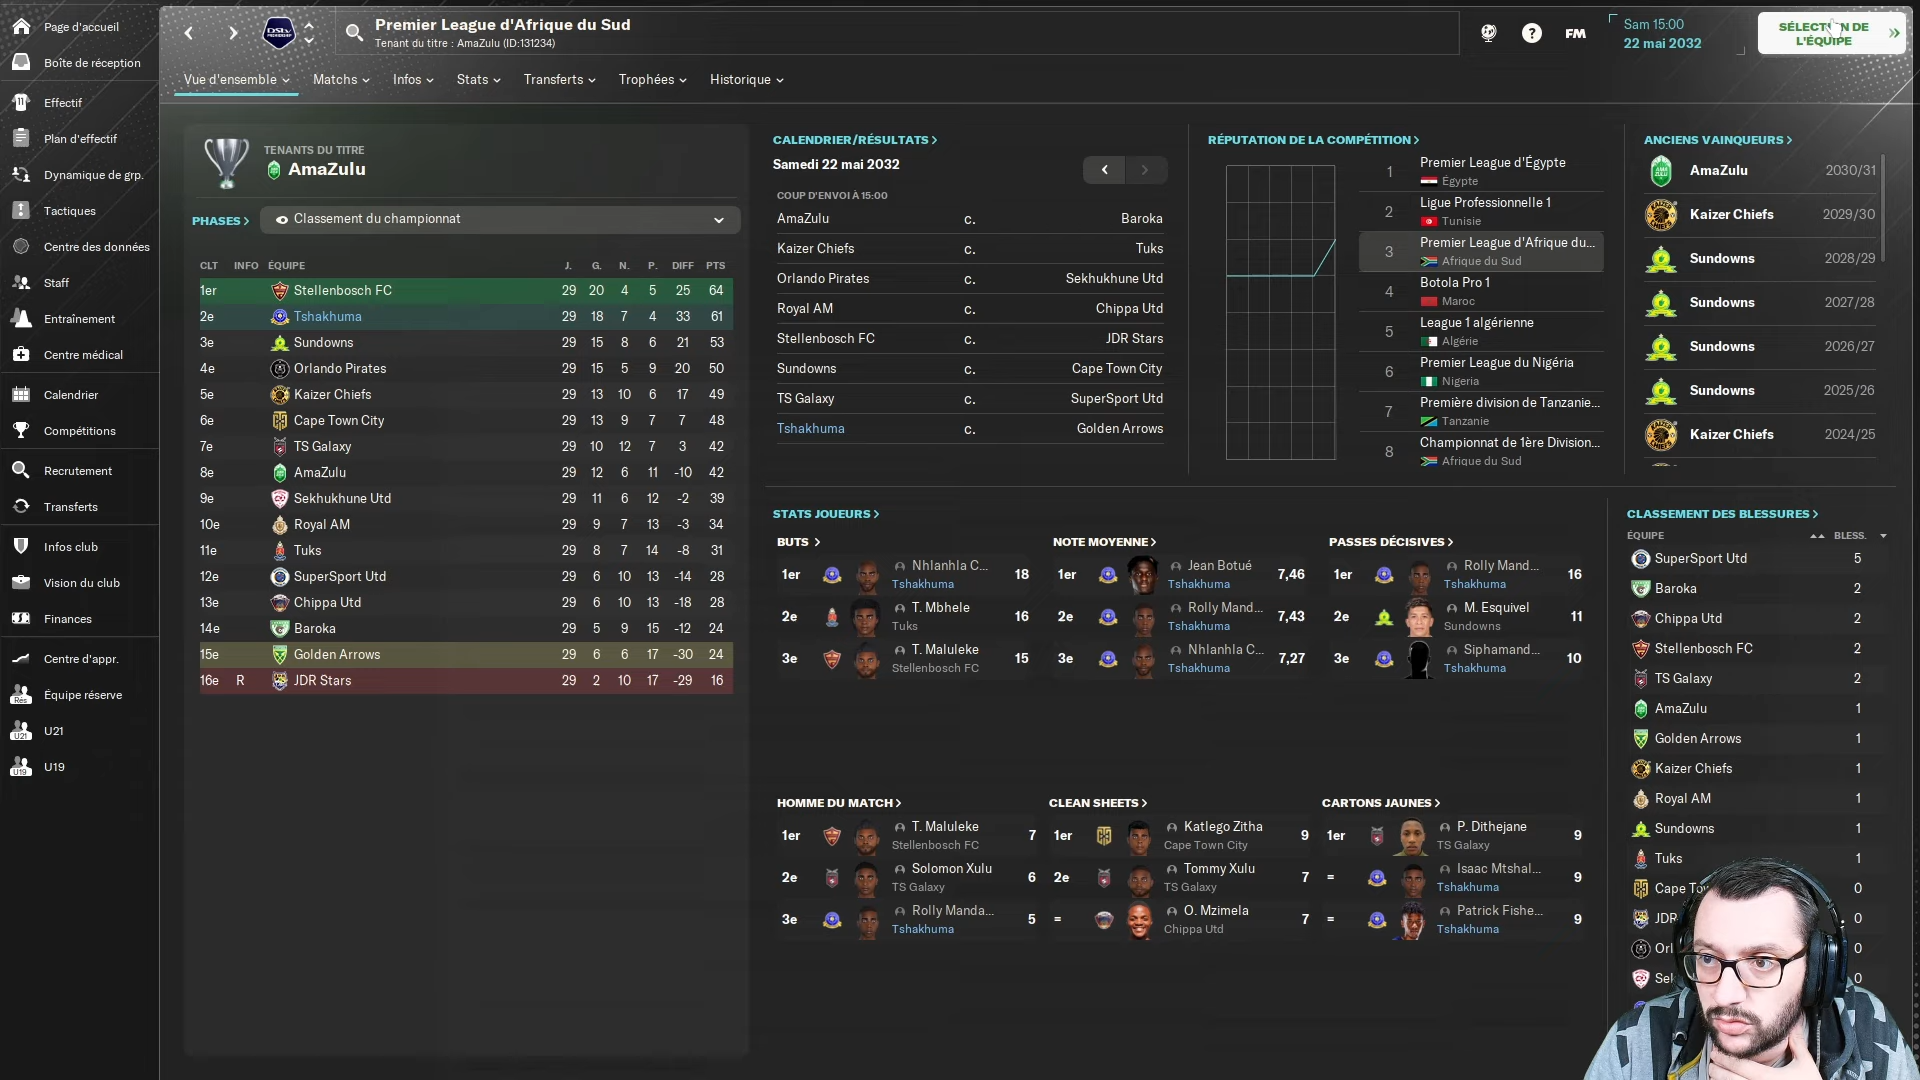 Page d'accueil
Boîte de réception
Effectif
Plan d'effectif
Dynamique de grp.
Tactiques
Centre des données
Staff
Entraînement
Centre médical
Calendrier
Compétitions
Recrutement
Transferts
Infos club
Vision du club
Finances
Centre d'appr.
Équipe réserve
U21
U19
Premier League d'Afrique du Sud
Tenant du titre : AmaZulu (ID:131234)
FM
Sam 15:00
22 mai 2032
L'ÉQUIPE
Vue d'ensemble
Matchs
Infos
Stats
Transferts
Trophées
Historique
TENANTS DU TITRE
AmaZulu
PHASES
Classement du championnat
CLT INFO ÉQUIPE J. G. N. P. DIFF PTS
1er Stellenbosch FC 29 20 4 5 25 64
2e Tshakhuma 29 18 7 4 33 61
3e Sundowns 29 15 8 6 21 53
4e Orlando Pirates 29 15 5 9 20 50
5e Kaizer Chiefs 29 13 10 6 17 49
6e Cape Town City 29 13 9 7 7 48
7e TS Galaxy 29 10 12 7 3 42
8e AmaZulu 29 12 6 11 -10 42
9e Sekhukhune Utd 29 11 6 12 -2 39
10e Royal AM 29 9 7 13 -3 34
11e Tuks 29 8 7 14 -8 31
12e SuperSport Utd 29 6 10 13 -14 28
13e Chippa Utd 29 6 10 13 -18 28
14e Baroka 29 5 9 15 -12 24
15e Golden Arrows 29 6 6 17 -30 24
16e R JDR Stars 29 2 10 17 -29 16
CALENDRIER/RÉSULTATS
Samedi 22 mai 2032
COUP D'ENVOI À 15:00
AmaZulu c. Baroka
Kaizer Chiefs c. Tuks
Orlando Pirates c. Sekhukhune Utd
Royal AM c. Chippa Utd
Stellenbosch FC c. JDR Stars
Sundowns c. Cape Town City
TS Galaxy c. SuperSport Utd
Tshakhuma c. Golden Arrows
RÉPUTATION DE LA COMPÉTITION
1 Premier League d'Égypte
Égypte
2 Ligue Professionnelle 1
Tunisie
3 Premier League d'Afrique du...
Afrique du Sud
4 Botola Pro 1
Maroc
5 League 1 algérienne
Algérie
6 Premier League du Nigéria
Nigeria
7 Première division de Tanzanie...
Tanzanie
8 Championnat de 1ère Division...
Afrique du Sud
ANCIENS VAINQUEURS
AmaZulu 2030/31
Kaizer Chiefs 2029/30
Sundowns 2028/29
Sundowns 2027/28
Sundowns 2026/27
Sundowns 2025/26
Kaizer Chiefs 2024/25
STATS JOUEURS
BUTS
1er Nhlanhla C... 18
Tshakhuma
2e T. Mbhele 16
Tuks
3e T. Maluleke 15
Stellenbosch FC
NOTE MOYENNE
1er Jean Botué 7,46
Tshakhuma
2e Rolly Mand... 7,43
Tshakhuma
3e Nhlanhla C... 7,27
Tshakhuma
PASSES DÉCISIVES
1er Rolly Mand... 16
Tshakhuma
2e M. Esquivel 11
Sundowns
3e Siphamand... 10
Tshakhuma
HOMME DU MATCH
1er T. Maluleke 7
Stellenbosch FC
2e Solomon Xulu 6
TS Galaxy
3e Rolly Manda... 5
Tshakhuma
CLEAN SHEETS
1er Katlego Zitha 9
Cape Town City
2e Tommy Xulu 7
TS Galaxy
= O. Mzimela 7
Chippa Utd
CARTONS JAUNES
1er P. Dithejane 9
TS Galaxy
= Isaac Mtshal... 9
Tshakhuma
= Patrick Fishe... 9
Tshakhuma
CLASSEMENT DES BLESSURES
ÉQUIPE BLESS.
SuperSport Utd 5
Baroka 2
Chippa Utd 2
Stellenbosch FC 2
TS Galaxy 2
AmaZulu 1
Golden Arrows 1
Kaizer Chiefs 1
Royal AM 1
Sundowns 1
Tuks 1
Cape 0
JDR 0
0
0